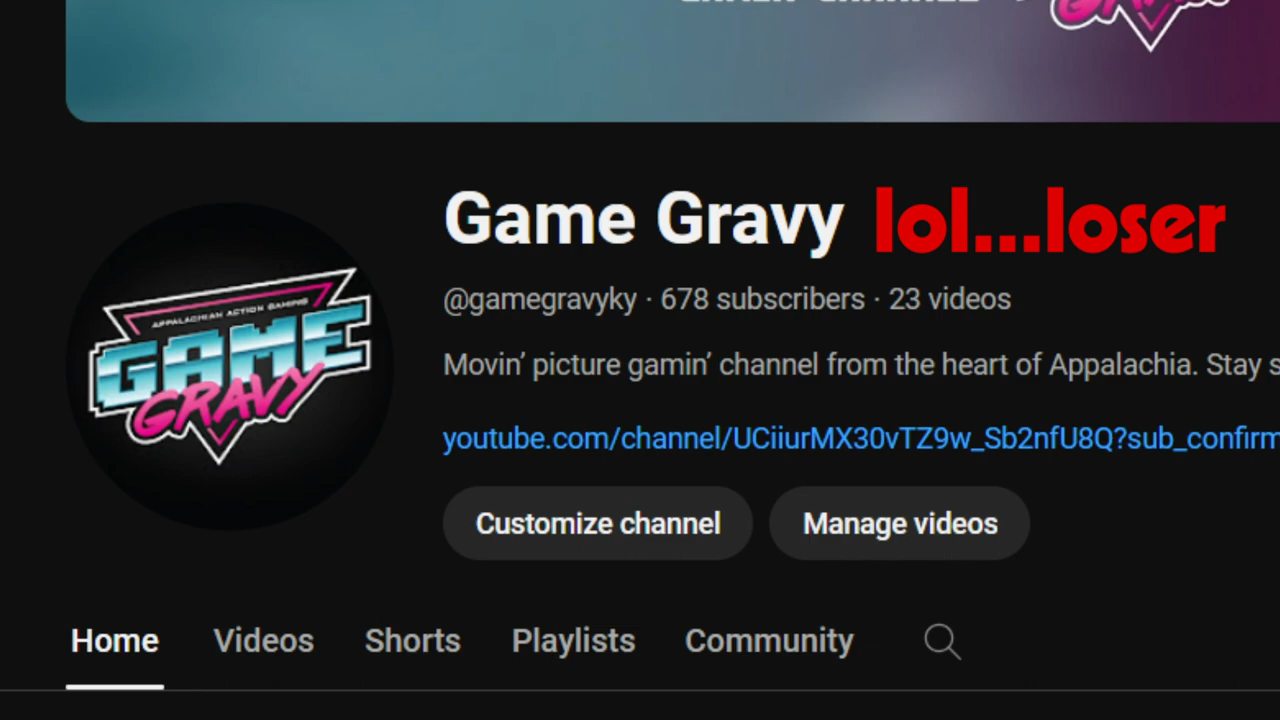 Game Gravy lol...loser
@gamegravyky · 678 subscribers · 23 videos
APPALACHIAN ACTION GAMING
GAME
GRAVY
Movin’ picture gamin’ channel from the heart of Appalachia. Stay
youtube.com/channel/UCiiurMX30vTZ9w_Sb2nfU8Q?sub_confirm
Customize channel
Manage videos
Home
Videos
Shorts
Playlists
Community